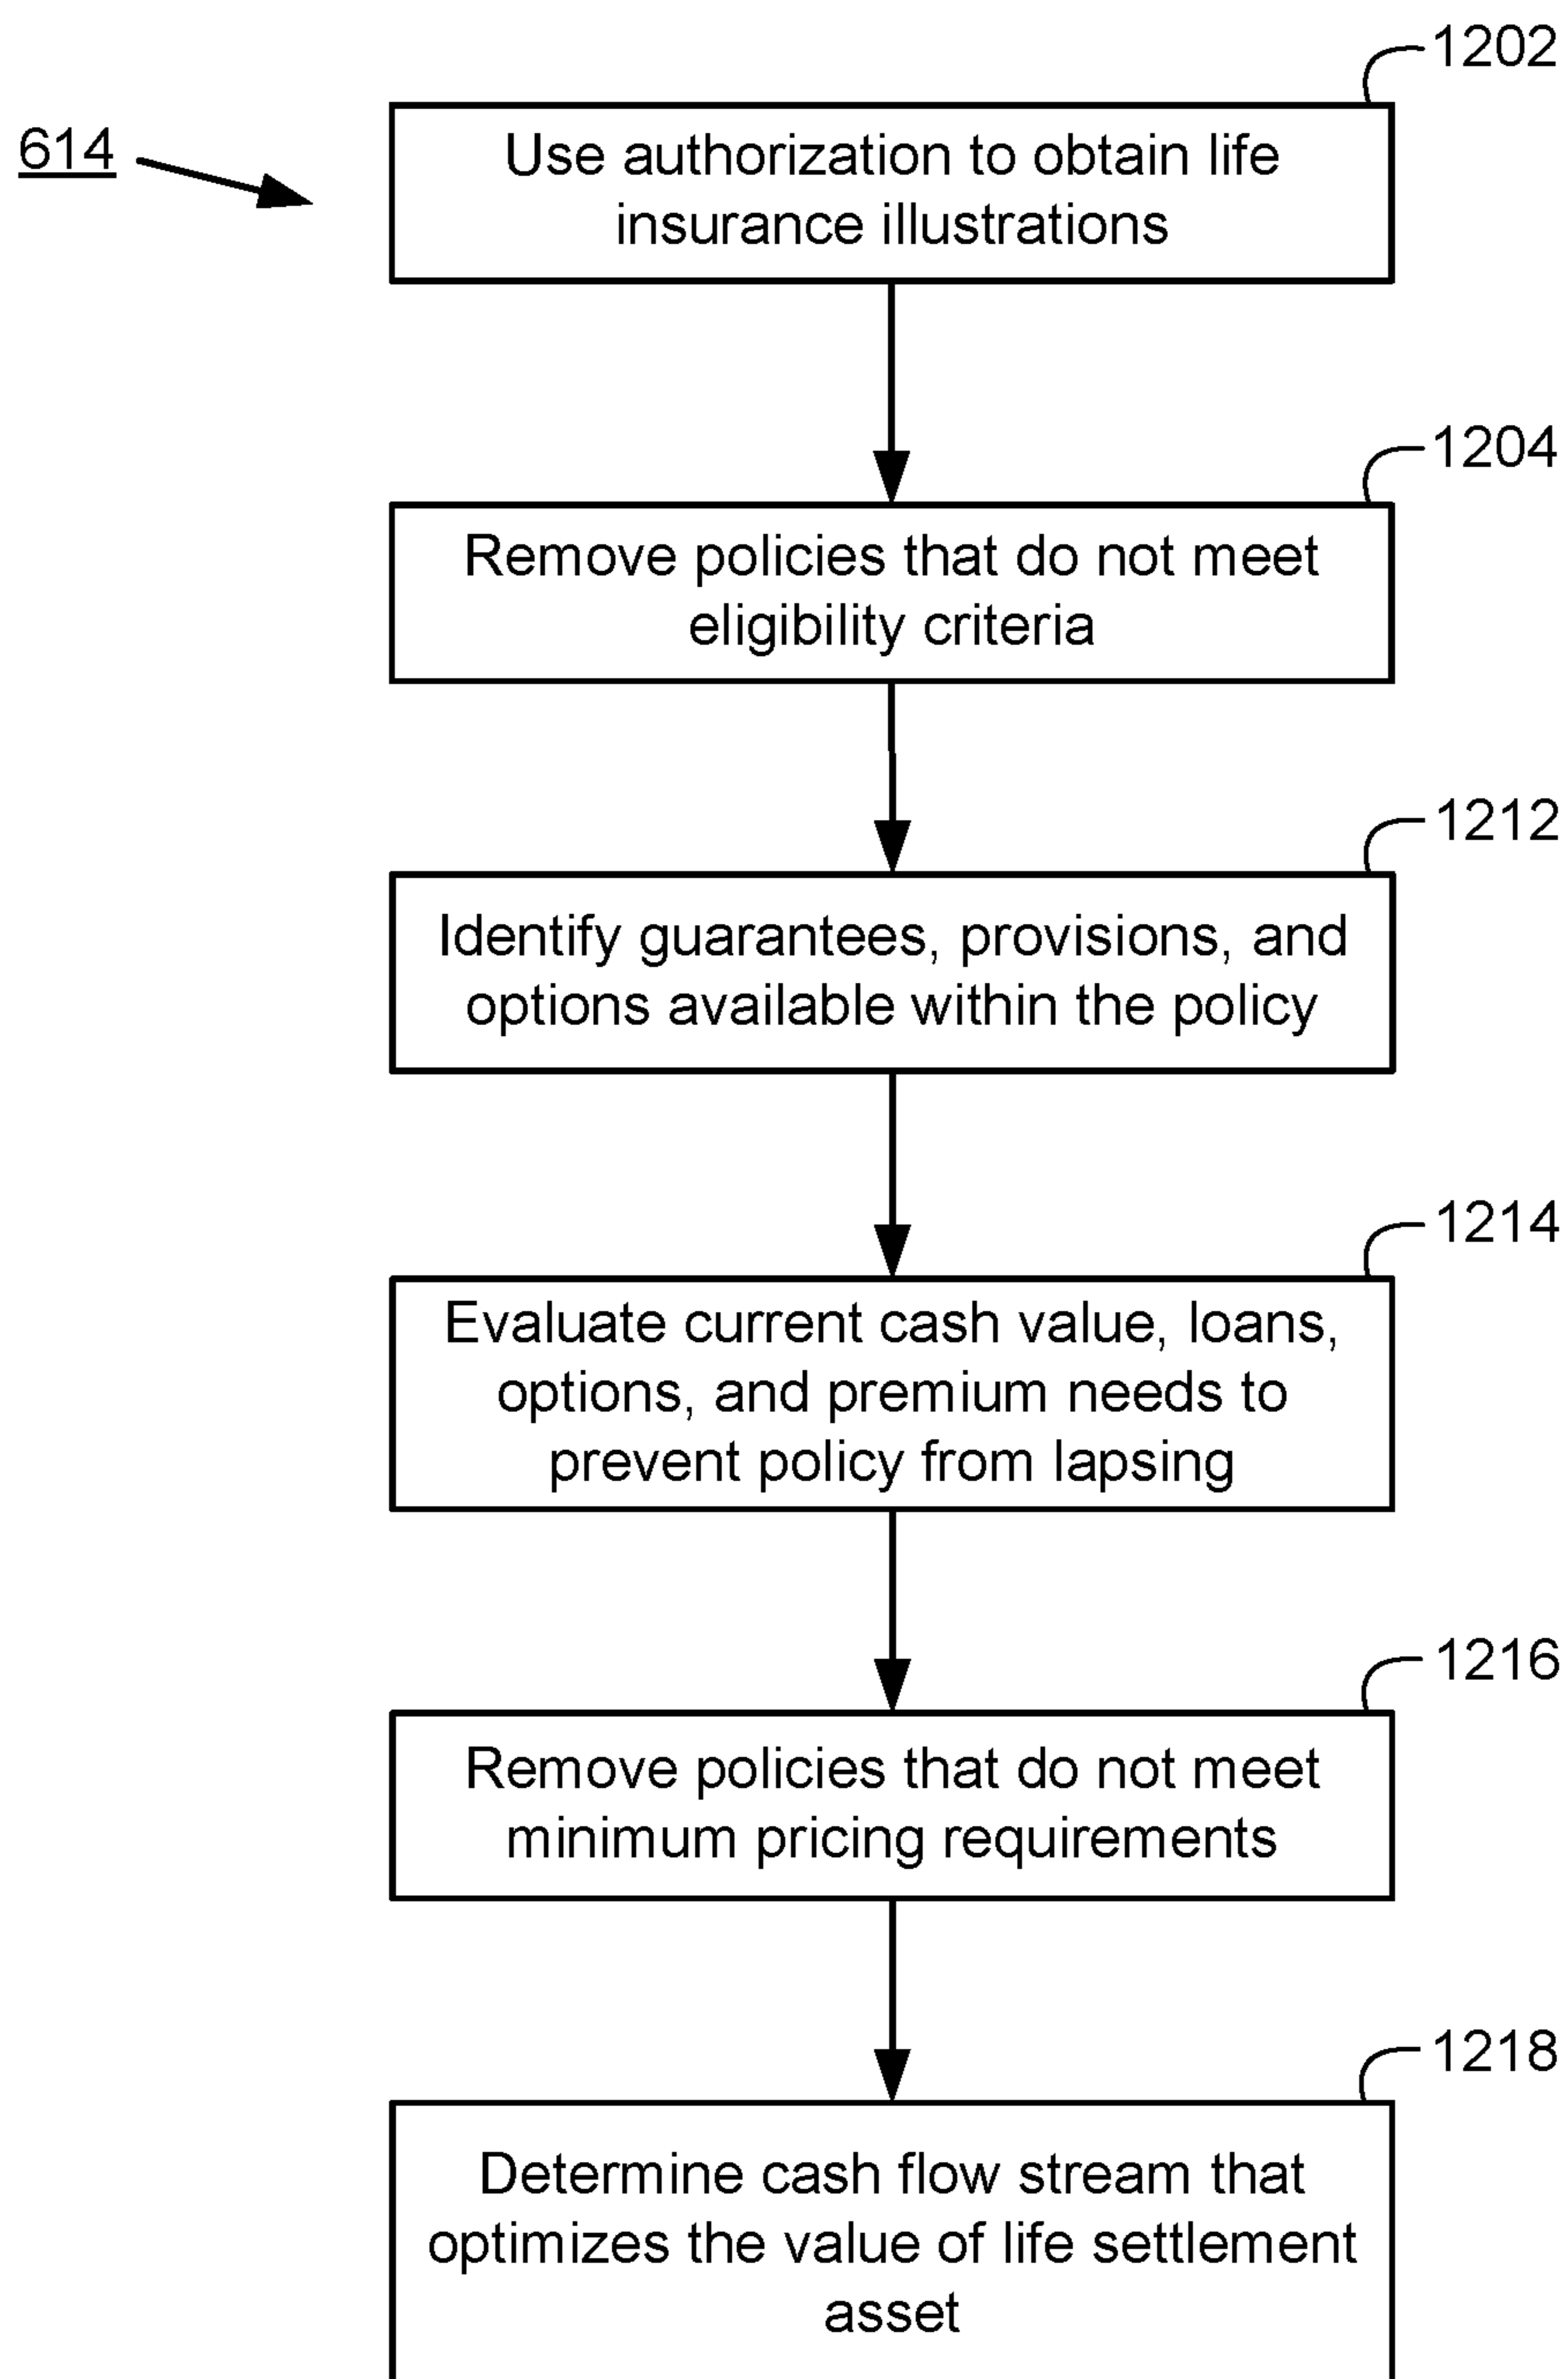 1202
614
Use authorization to obtain life
insurance illustrations
1204
Remove policies that do not meet
eligibility criteria
1212
Identify guarantees, provisions, and
options available within the policy
1214
Evaluate current cash value, loans,
options, and premium needs to
prevent policy from lapsing
1216
Remove policies that do not meet
minimum pricing requirements
1218
Determine cash flow stream that
optimizes the value of life settlement
asset